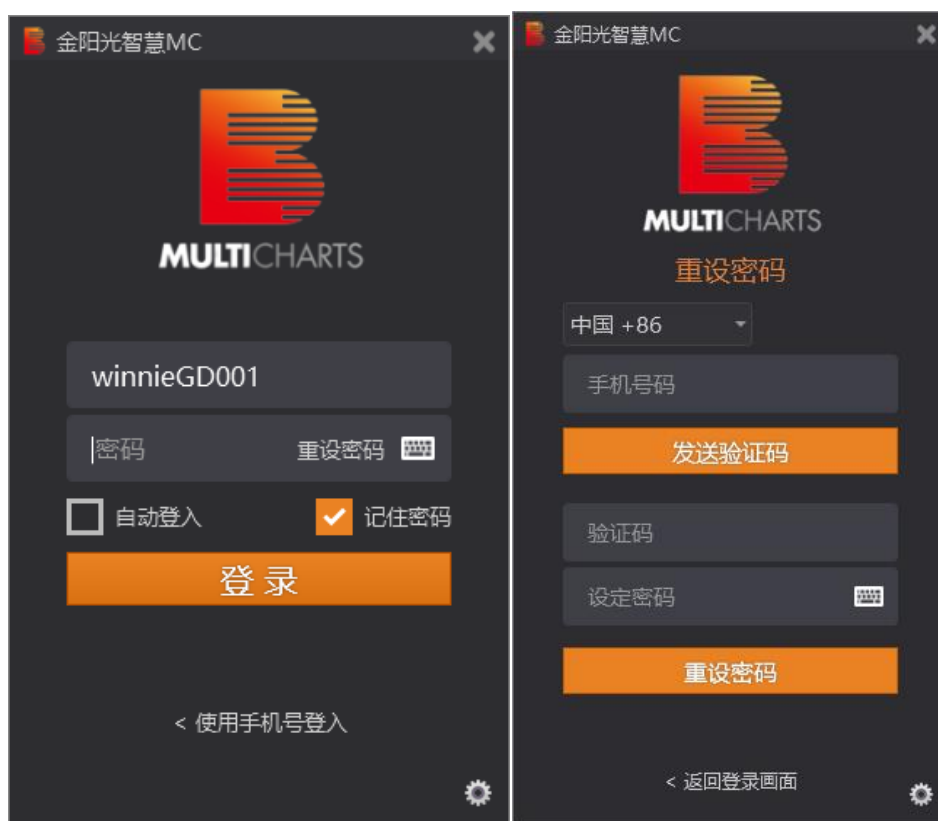 金阳光智慧MC
MULTICHARTS
winnieGD001
密码 重设密码
自动登入 记住密码
登录
< 使用手机号登入
金阳光智慧MC
MULTICHARTS
重设密码
中国 +86
手机号码
发送验证码
验证码
设定密码
重设密码
< 返回登录画面